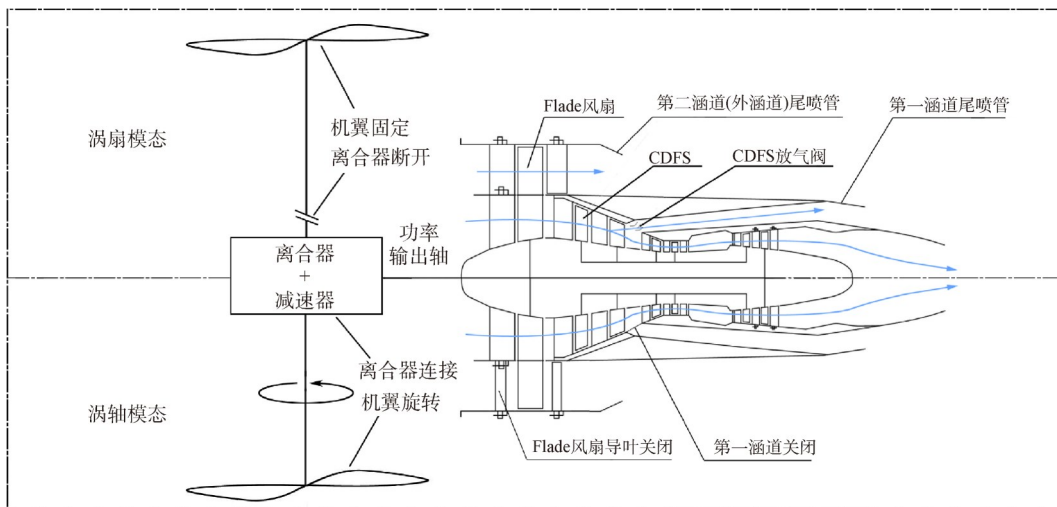 涡扇模态
机翼固定
离合器断开
Flade风扇
第二涵道(外涵道)尾喷管
第一涵道尾喷管
CDFS
CDFS放气阀
功率
输出轴
离合器
+
减速器
涡轴模态
离合器连接
机翼旋转
Flade风扇导叶关闭
第一涵道关闭